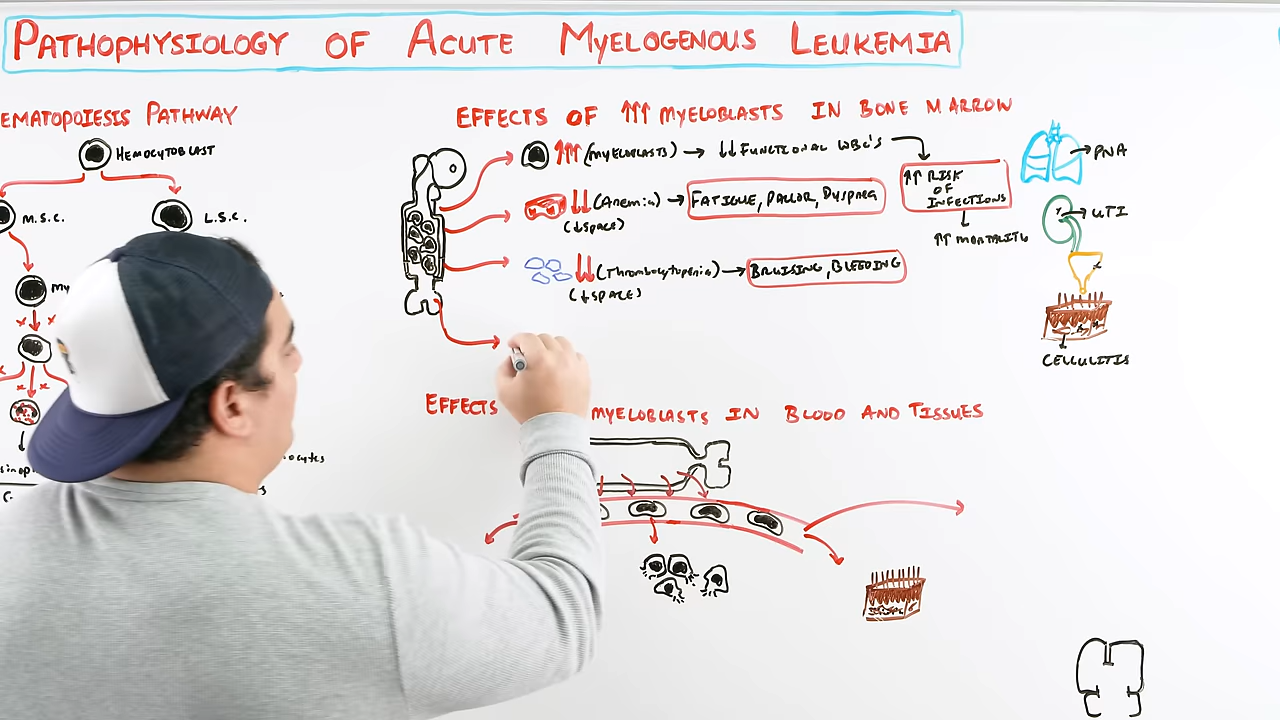 PATHOPHYSIOLOGY OF ACUTE MYELOGENOUS LEUKEMIA
EMATOPOIESIS PATHWAY
HEMOCYTOBLAST
M.S.C.
L.S.C.
My
EFFECTS OF ↑↑↑ MYELOBLASTS IN BONE MARROW
↑↑↑ (MYELOBLASTS) → ↓↓ FUNCTIONAL WBC'S
↑↑ RISK
OF
INFECTIONS
↑↑ MORTALITY
↓↓ (Anemia) → FATIGUE, PALLOR, DYSPNEA
(↓SPACE)
↓↓ (Thrombocytopenia) → BRUISING, BLEEDING
(↓SPACE)
PNA
UTI
CELLULITIS
EFFECTS
MYELOBLASTS IN BLOOD AND TISSUES